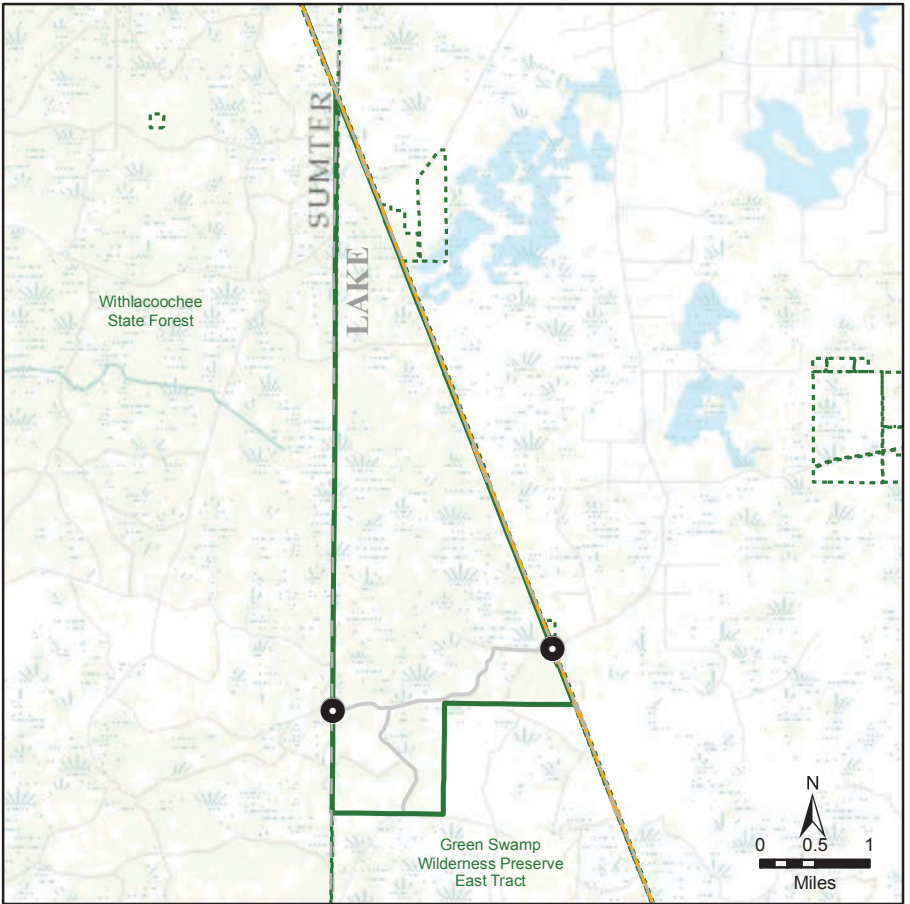 SUMTER
LAKE
Withlacoochee
State Forest
Green Swamp
Wilderness Preserve
East Tract
N
0 0.5 1
Miles